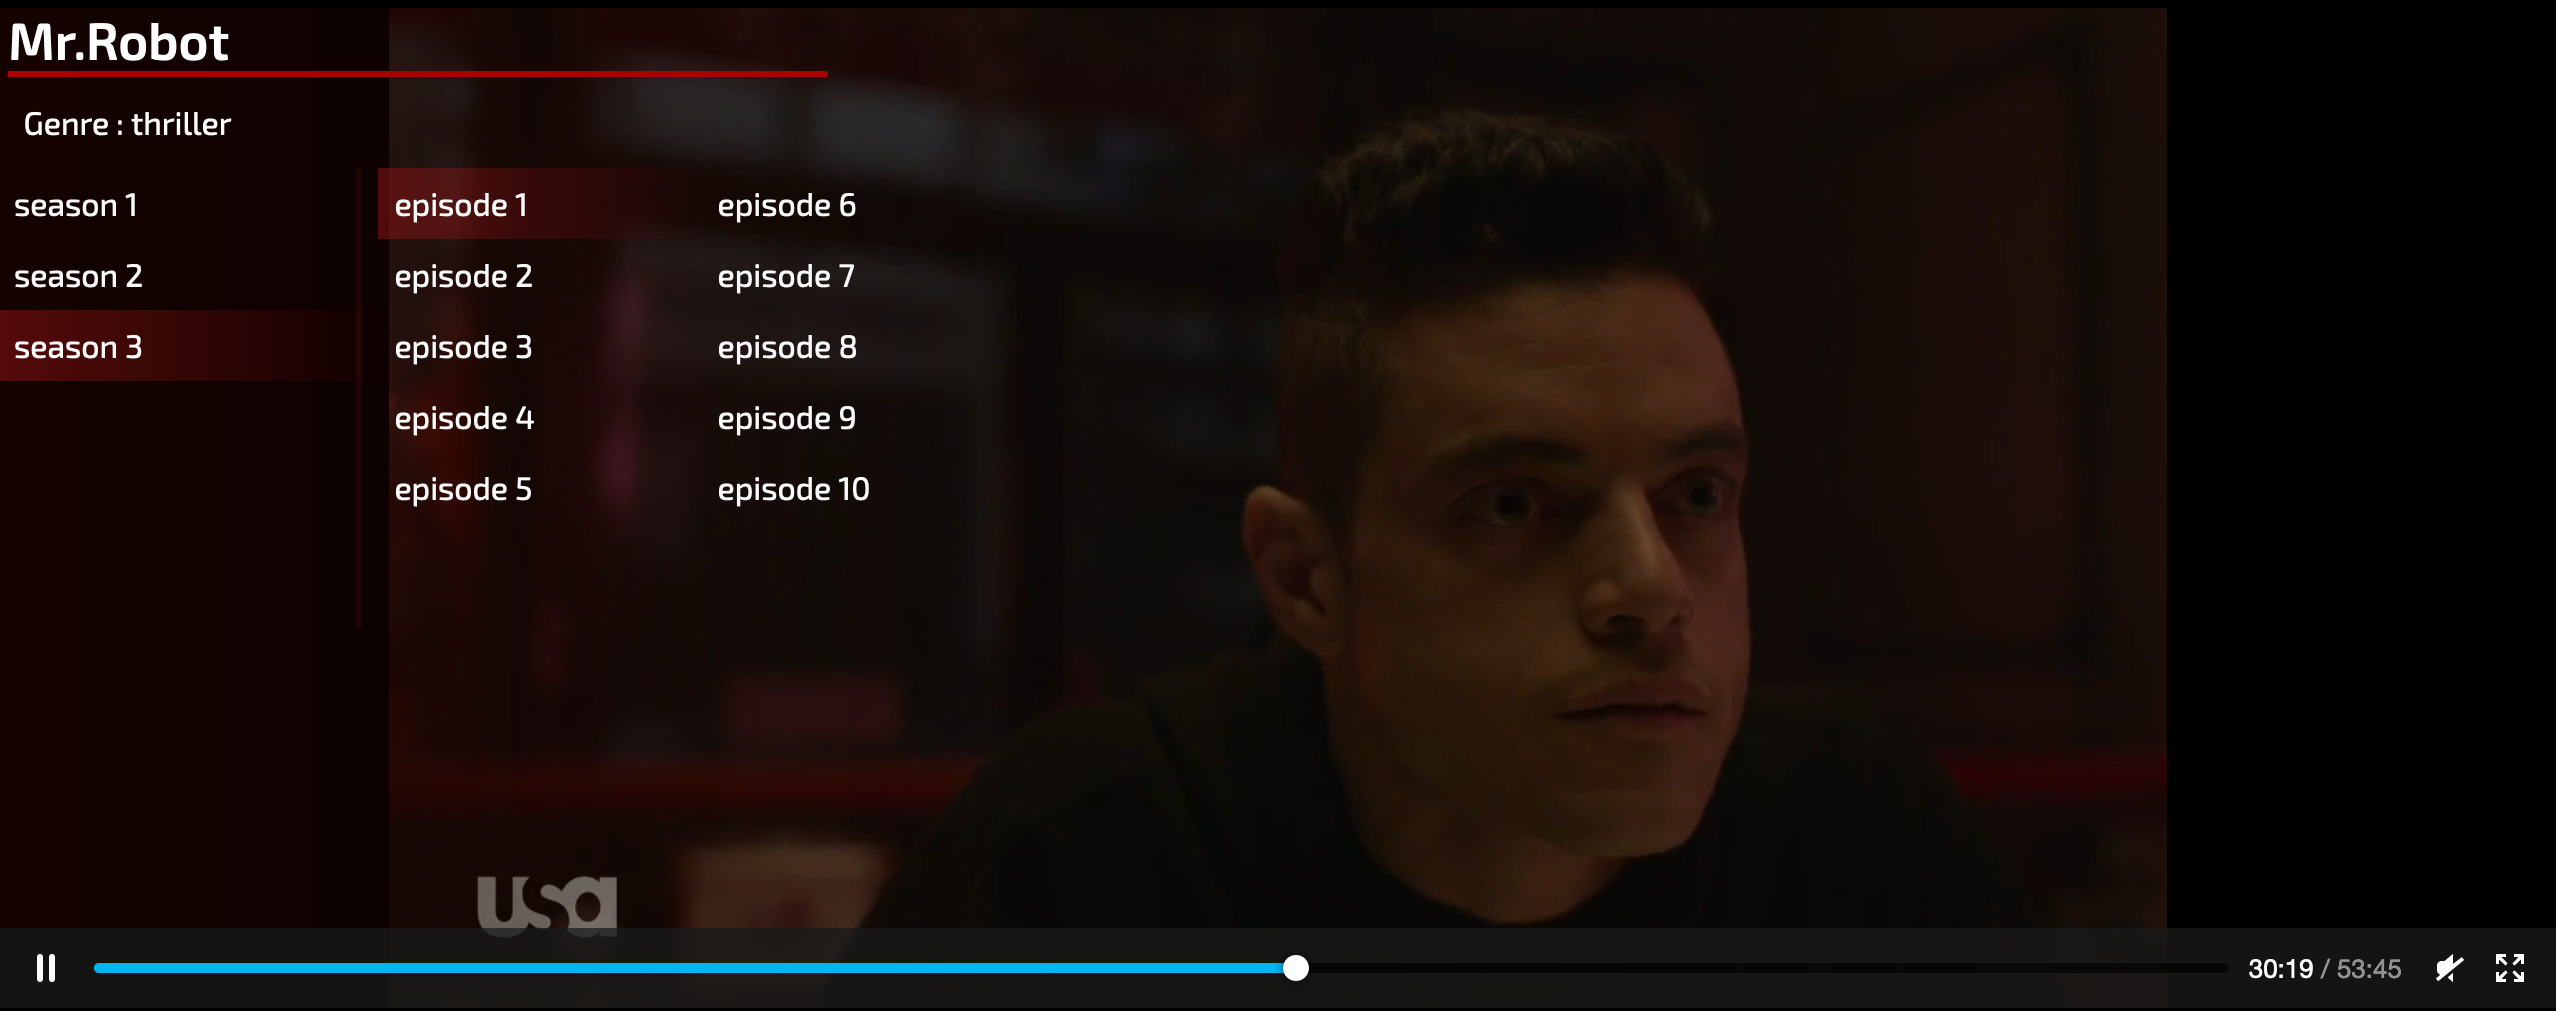 Mr.Robot
Genre : thriller
season 1
season 2
season 3
episode 1
episode 2
episode 3
episode 4
episode 5
episode 6
episode 7
episode 8
episode 9
episode 10
usa
30:19 / 53:45